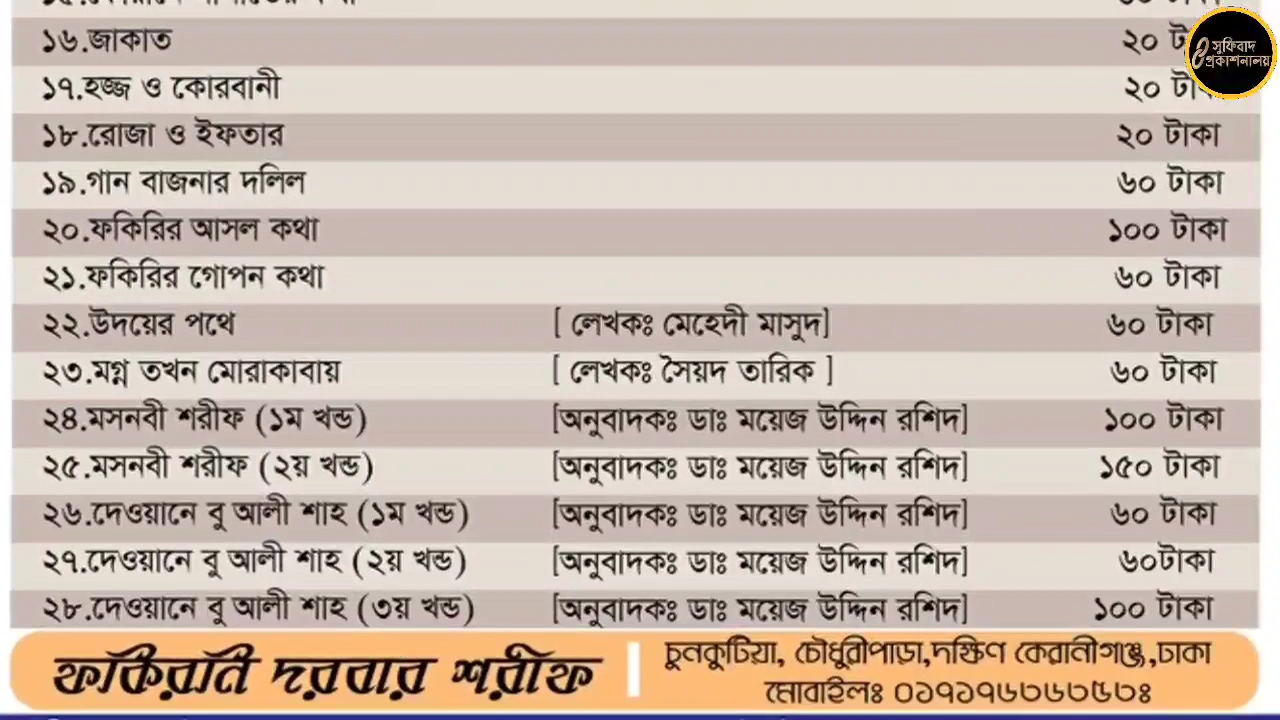 ১৬.জাকাত ২০ ট
১৭.হজ্জ ও কোরবানী ২০ টাকা
১৮.রোজা ও ইফতার ২০ টাকা
১৯.গান বাজনার দলিল ৬০ টাকা
২০.ফকিরির আসল কথা ১০০ টাকা
২১.ফকিরির গোপন কথা ৬০ টাকা
২২.উদয়ের পথে [ লেখকঃ মেহেদী মাসুদ] ৬০ টাকা
২৩.মগ্ন তখন মোরাকাবায় [ লেখকঃ সৈয়দ তারিক ] ৬০ টাকা
২৪.মসনবী শরীফ (১ম খন্ড) [অনুবাদকঃ ডাঃ ময়েজ উদ্দিন রশিদ] ১০০ টাকা
২৫.মসনবী শরীফ (২য় খন্ড) [অনুবাদকঃ ডাঃ ময়েজ উদ্দিন রশিদ] ১৫০ টাকা
২৬.দেওয়ানে বু আলী শাহ (১ম খন্ড) [অনুবাদকঃ ডাঃ ময়েজ উদ্দিন রশিদ] ৬০ টাকা
২৭.দেওয়ানে বু আলী শাহ (২য় খন্ড) [অনুবাদকঃ ডাঃ ময়েজ উদ্দিন রশিদ] ৬০টাকা
২৮.দেওয়ানে বু আলী শাহ (৩য় খন্ড) [অনুবাদকঃ ডাঃ ময়েজ উদ্দিন রশিদ] ১০০ টাকা
ফকিরনি দরবার শরীফ
চুনকুটিয়া, চৌধুরীপাড়া,দক্ষিণ কেরানীগঞ্জ,ঢাকা
মোবাইলঃ ০১৭১৭৬৩৬৩৫৩ঃ
সুফিবাদ
প্রকাশনালয়